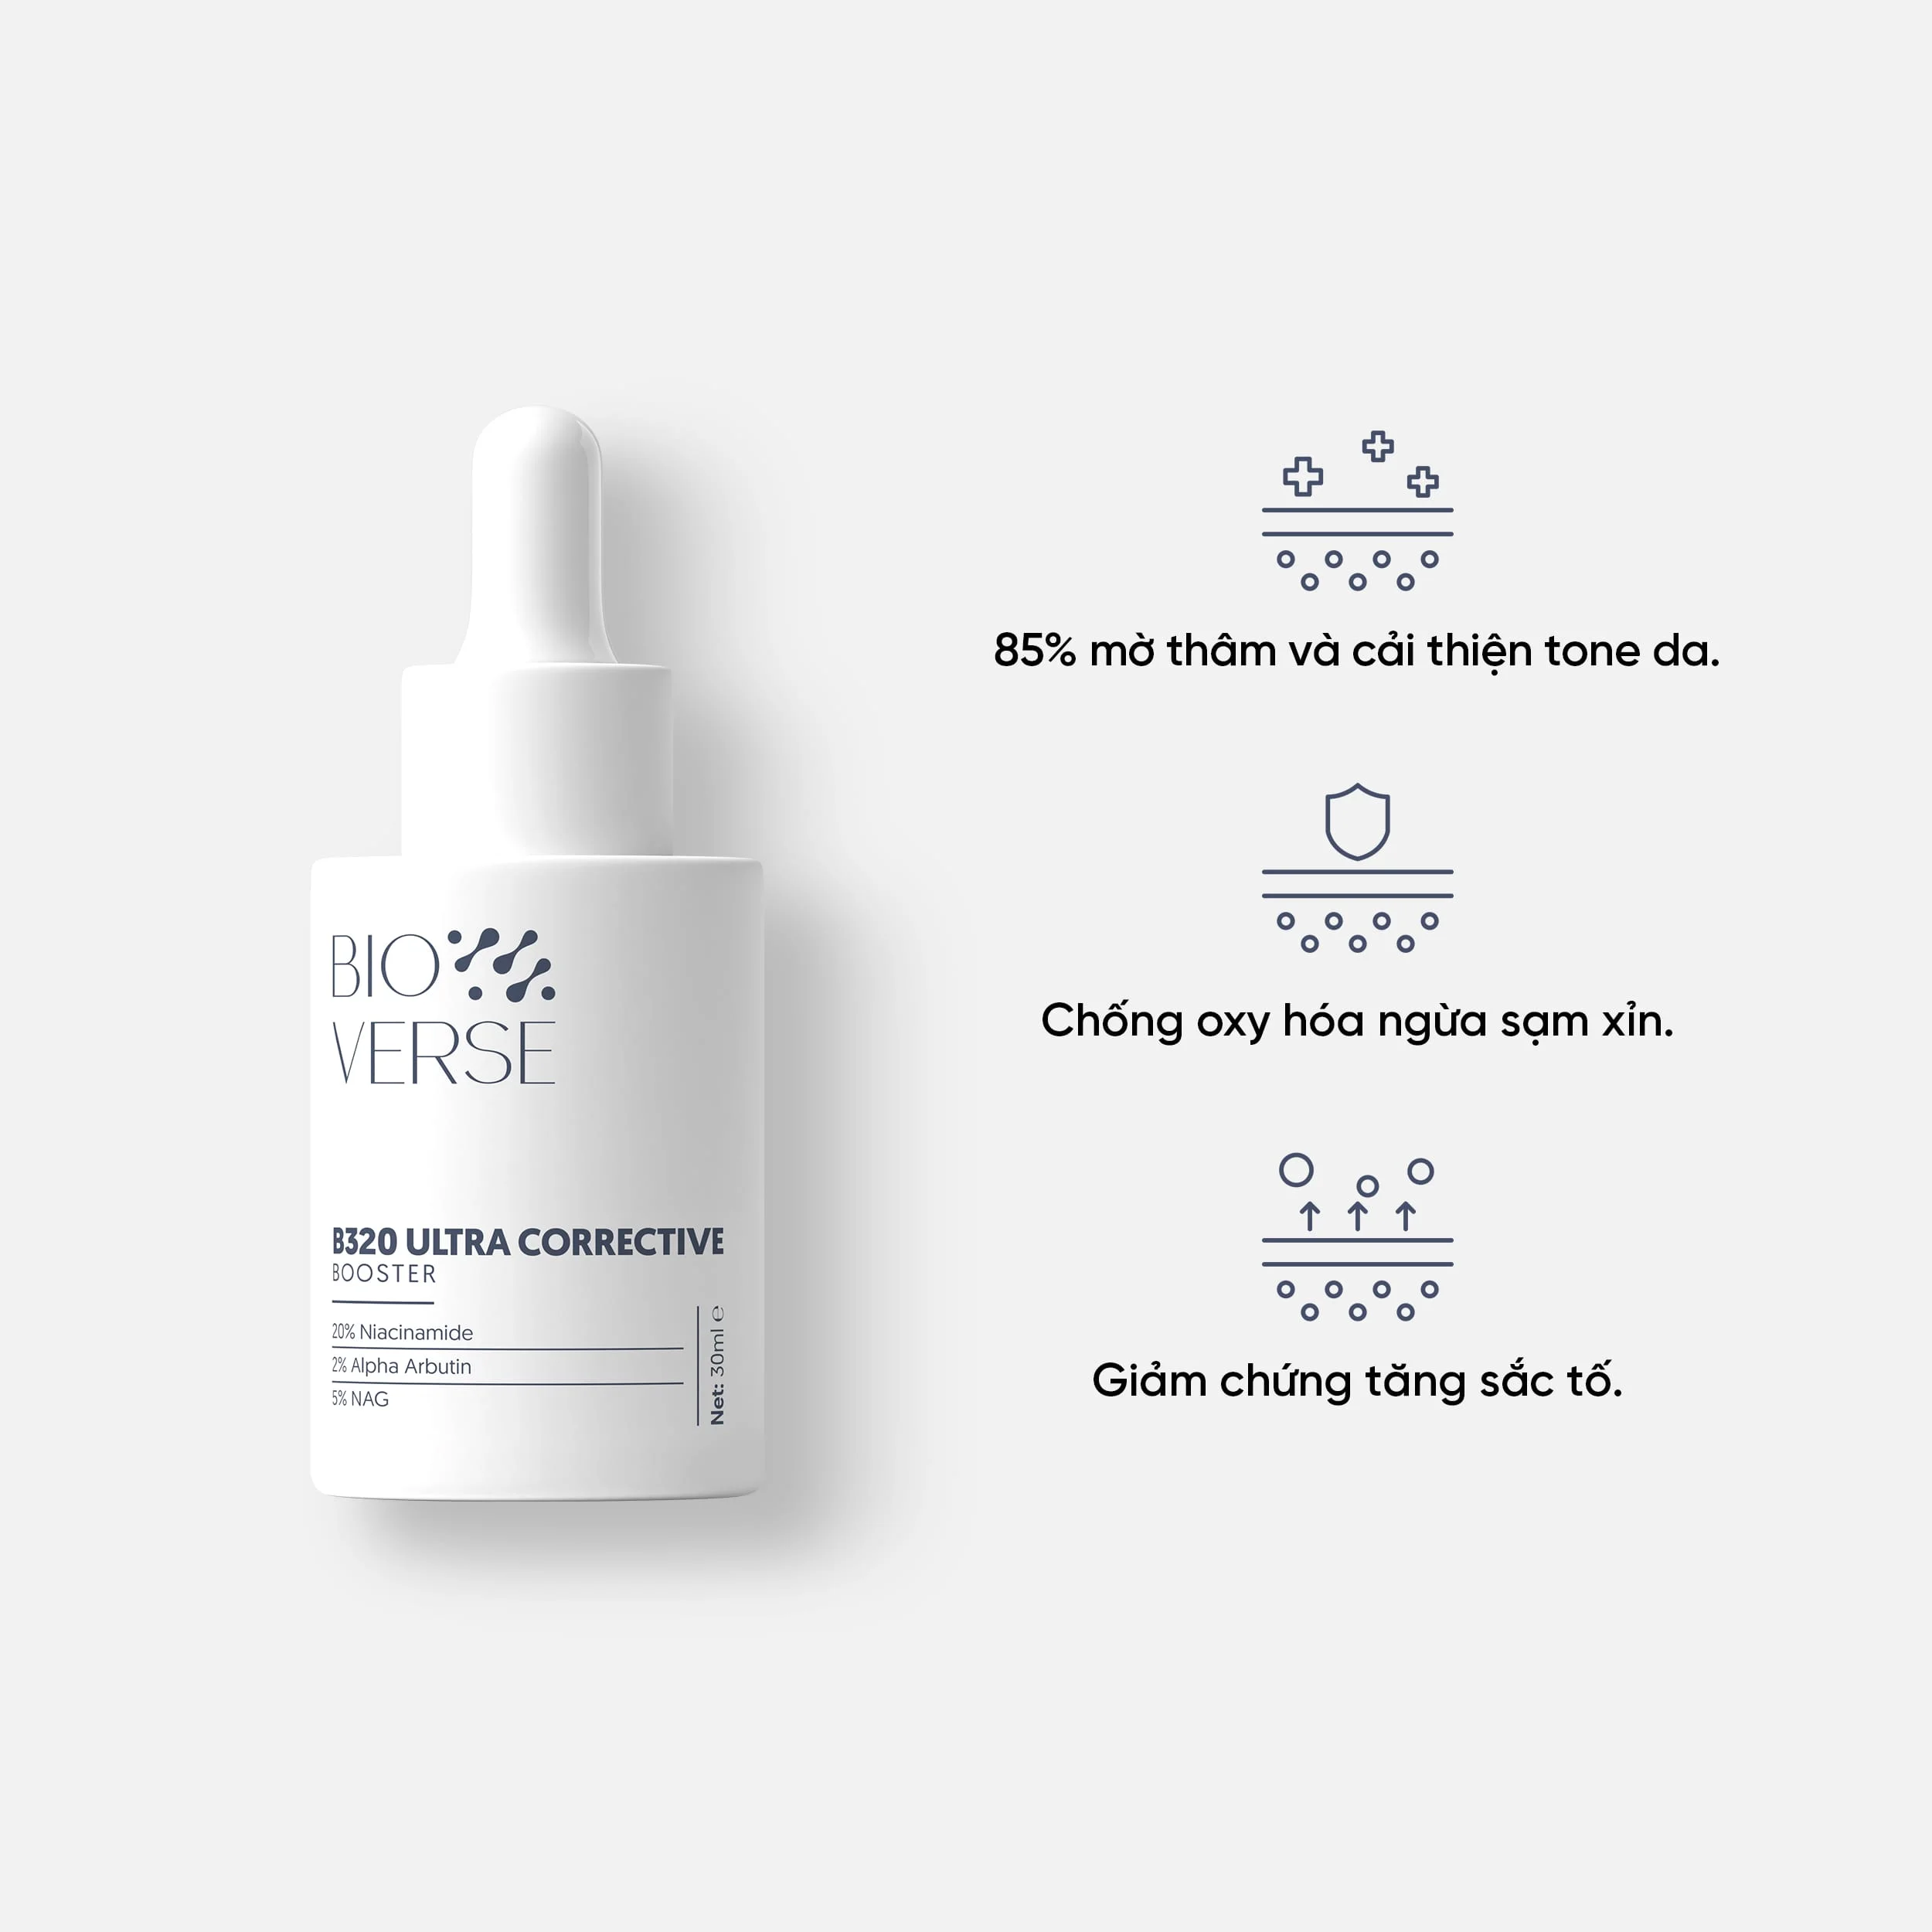 BIO
VERSE
B320 ULTRA CORRECTIVE
BOOSTER
20% Niacinamide
2% Alpha Arbutin
5% NAG
Net: 30ml ℮
85% mờ thâm và cải thiện tone da.
Chống oxy hóa ngừa sạm xỉn.
Giảm chứng tăng sắc tố.